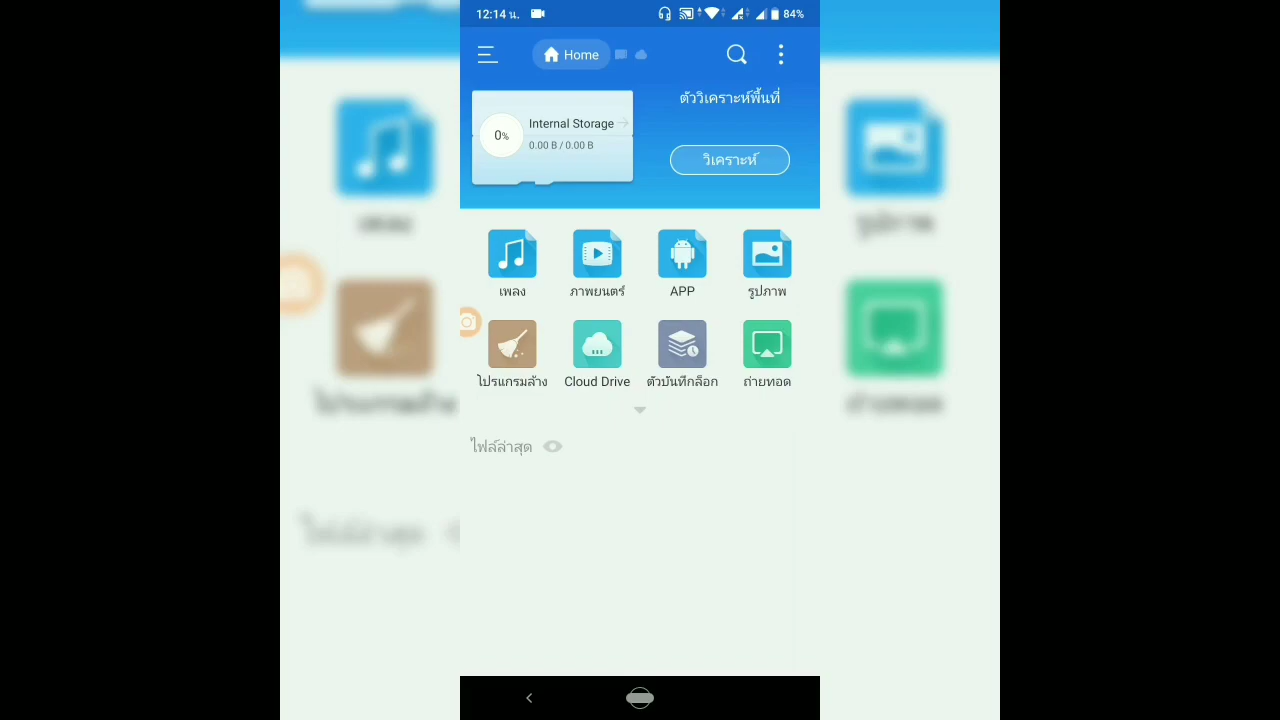 12:14 น.
84%
Home
ตัววิเคราะห์พื้นที่
0%
Internal Storage
0.00 B / 0.00 B
วิเคราะห์
เพลง
ภาพยนตร์
APP
รูปภาพ
โปรแกรมล้าง
Cloud Drive
ตัวบันทึกล็อก
ถ่ายทอด
ไฟล์ล่าสุด